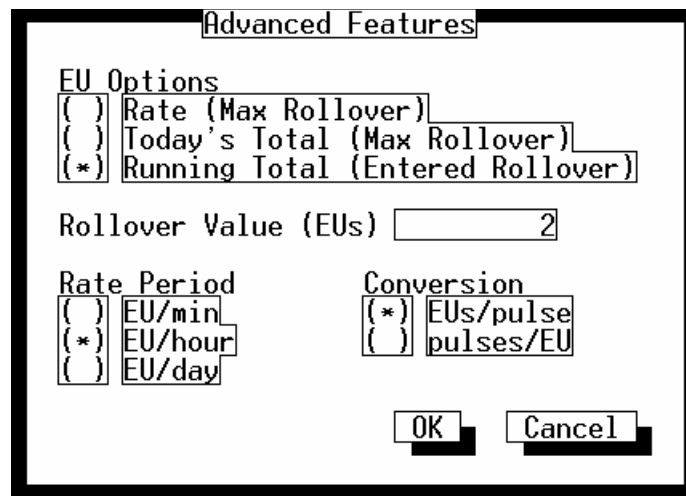 Advanced Features
EU Options
( ) Rate (Max Rollover)
( ) Today's Total (Max Rollover)
(*) Running Total (Entered Rollover)
Rollover Value (EUs) 2
Rate Period Conversion
( ) EU/min (*) EUs/pulse
(*) EU/hour ( ) pulses/EU
( ) EU/day
OK Cancel